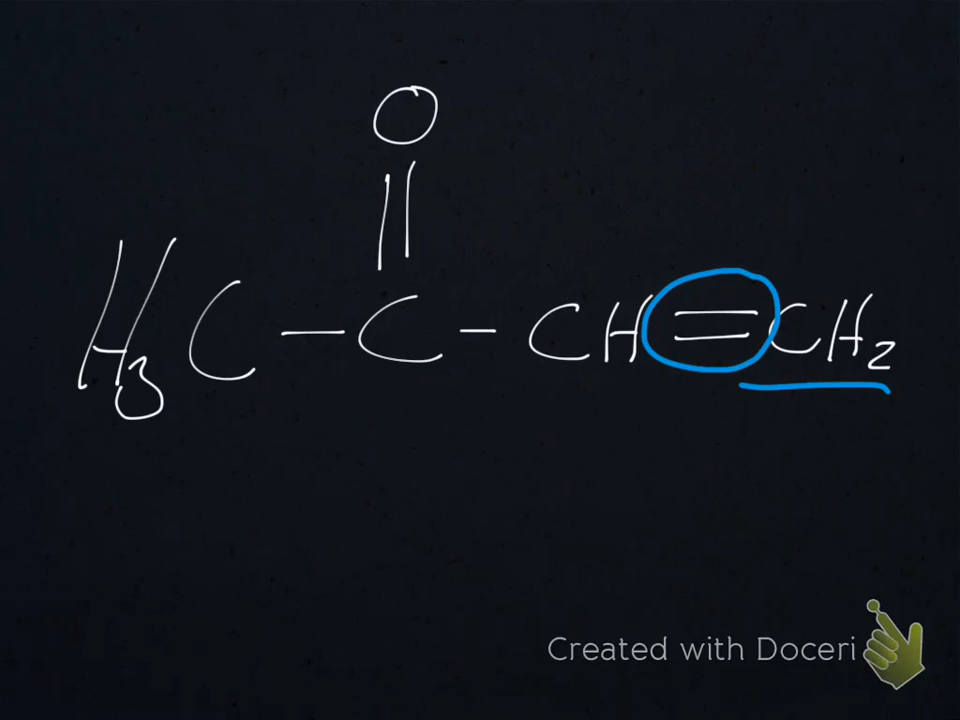 O
H3C - C - CH = CH2
Created with Doceri